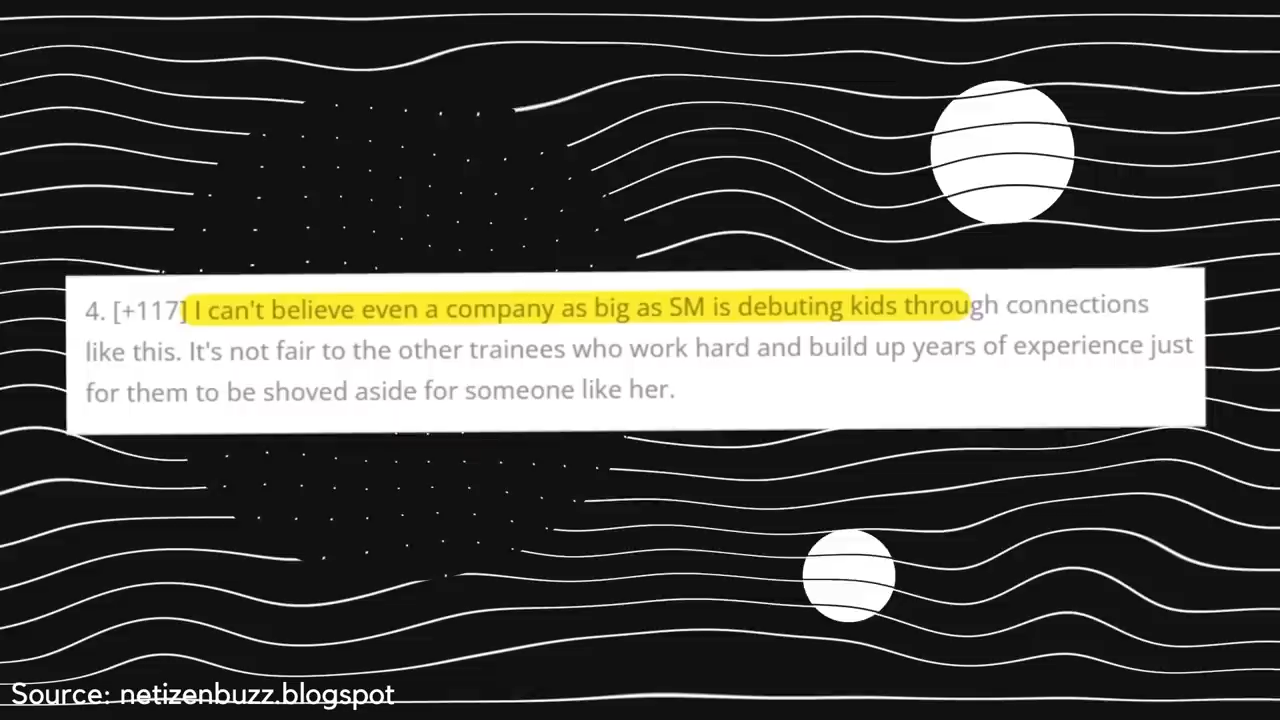 4. [+117] I can't believe even a company as big as SM is debuting kids through connections
like this. It's not fair to the other trainees who work hard and build up years of experience just
for them to be shoved aside for someone like her.
Source: netizenbuzz.blogspot